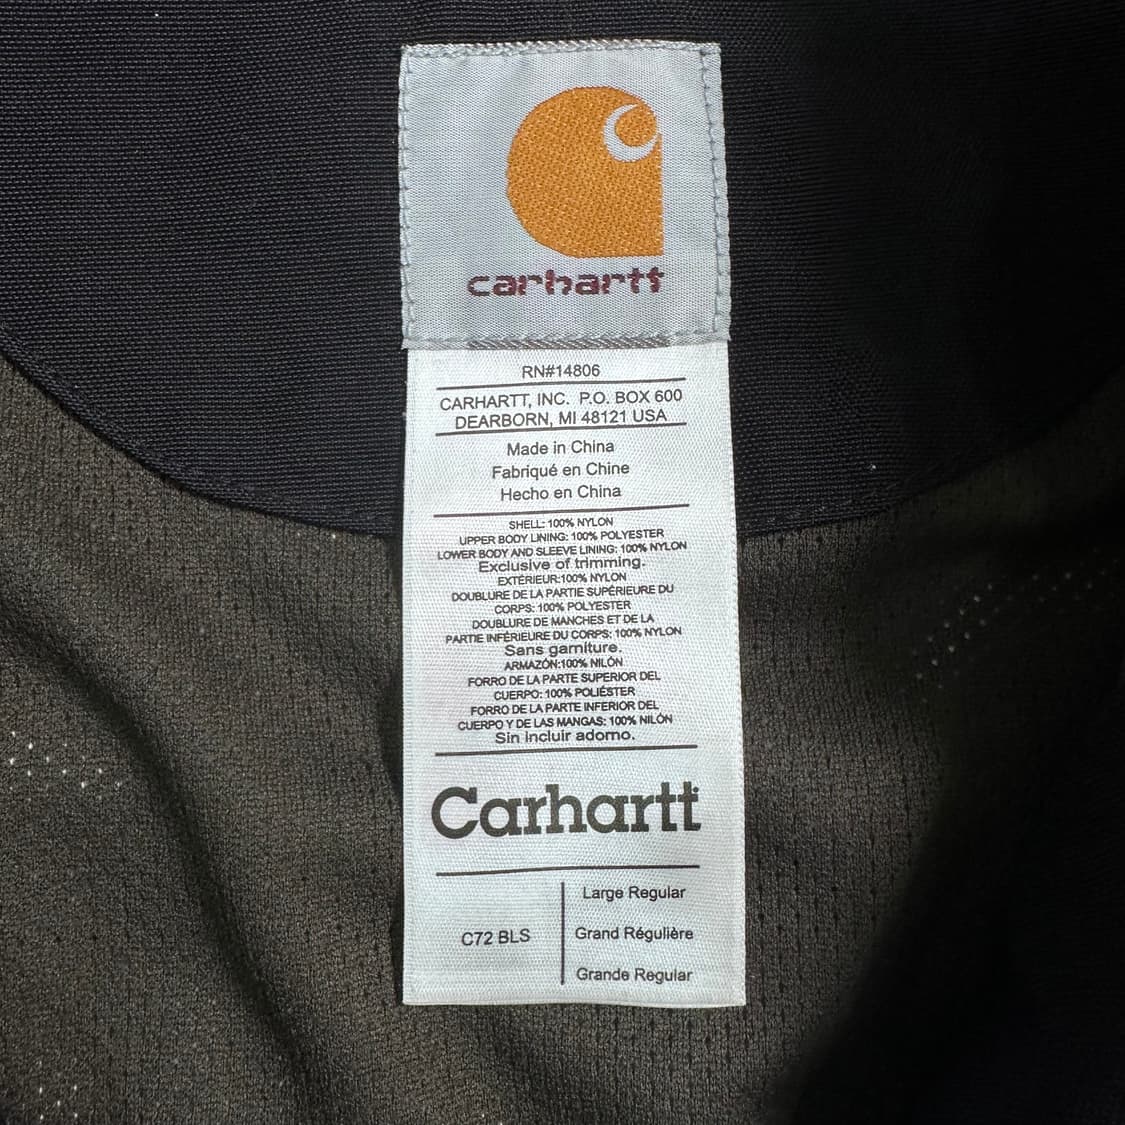 carhartt
RN#14806
CARHARTT, INC. P.O. BOX 600
DEARBORN, MI 48121 USA
Made in China
Fabriqué en Chine
Hecho en China
SHELL: 100% NYLON
UPPER BODY LINING: 100% POLYESTER
LOWER BODY AND SLEEVE LINING: 100% NYLON
Exclusive of trimming.
EXTÉRIEUR:100% NYLON
DOUBLURE DE LA PARTIE SUPÉRIEURE DU
CORPS: 100% POLYESTER
DOUBLURE DE MANCHES ET DE LA
PARTIE INFÉRIEURE DU CORPS: 100% NYLON
Sans garniture.
ARMAZÓN:100% NILÓN
FORRO DE LA PARTE SUPERIOR DEL
CUERPO: 100% POLIÉSTER
FORRO DE LA PARTE INFERIOR DEL
CUERPO Y DE LAS MANGAS: 100% NILÓN
Sin incluir adorno.
Carhartt
C72 BLS
Large Regular
Grand Régulière
Grande Regular